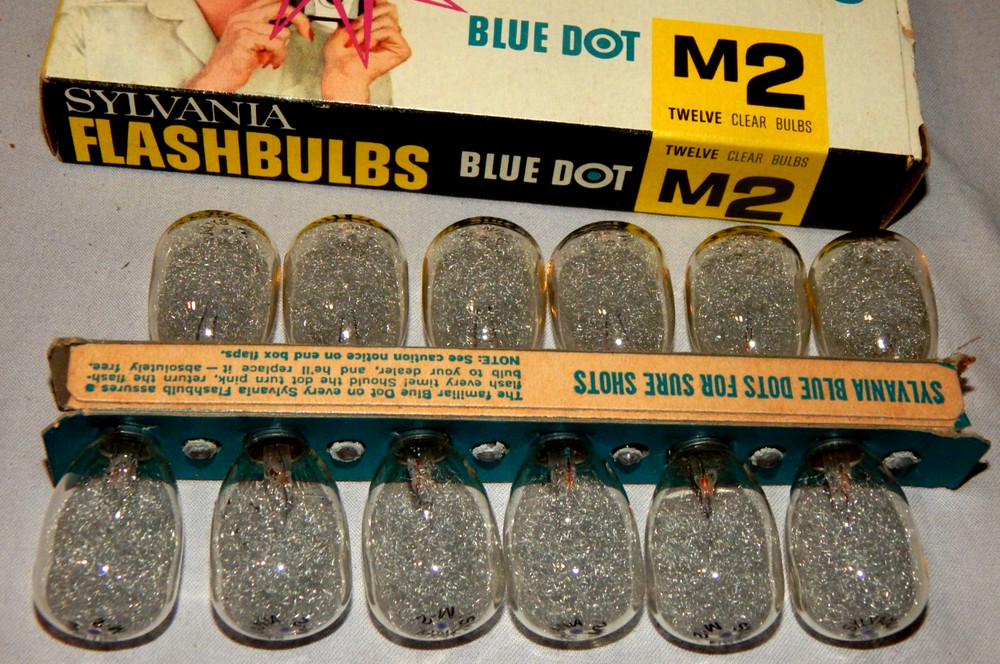 BLUE DOT
M2
TWELVE CLEAR BULBS
SYLVANIA
FLASHBULBS
BLUE DOT
TWELVE CLEAR BULBS
M2
SYLVANIA BLUE DOTS FOR SURE SHOTS
The familiar Blue Dot on every Sylvania Flashbulb assures a
flash every time! Should the dot turn pink, return the flash-
bulb to your dealer, and he'll replace it — absolutely free.
NOTE: See caution notice on end box flaps.
M2
M2